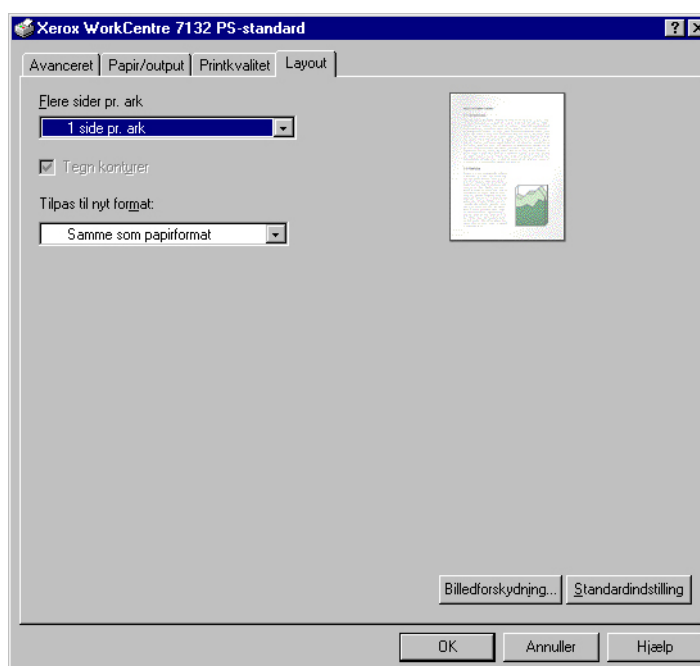 Xerox WorkCentre 7132 PS-standard
Avanceret Papir/output Printkvalitet Layout
Flere sider pr. ark
1 side pr. ark
Tegn konturer
Tilpas til nyt format:
Samme som papirformat
Billedforskydning... Standardindstilling
OK Annuller Hjælp